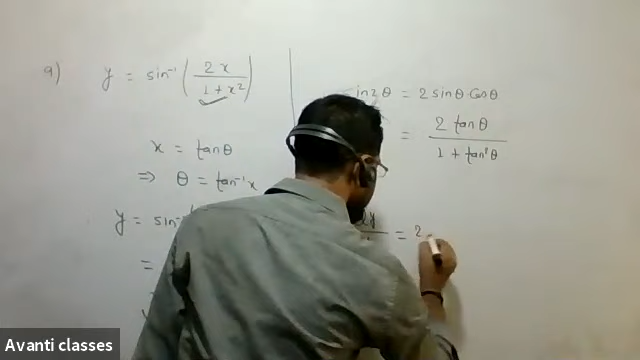 a) y = sin⁻¹ ( 2x / 1 + x² )
x = tanθ
⇒ θ = tan⁻¹x
y = sin⁻¹
=
sin2θ = 2 sinθ Cosθ
= 2 tanθ / 1 + tan²θ
= 2
Avanti classes